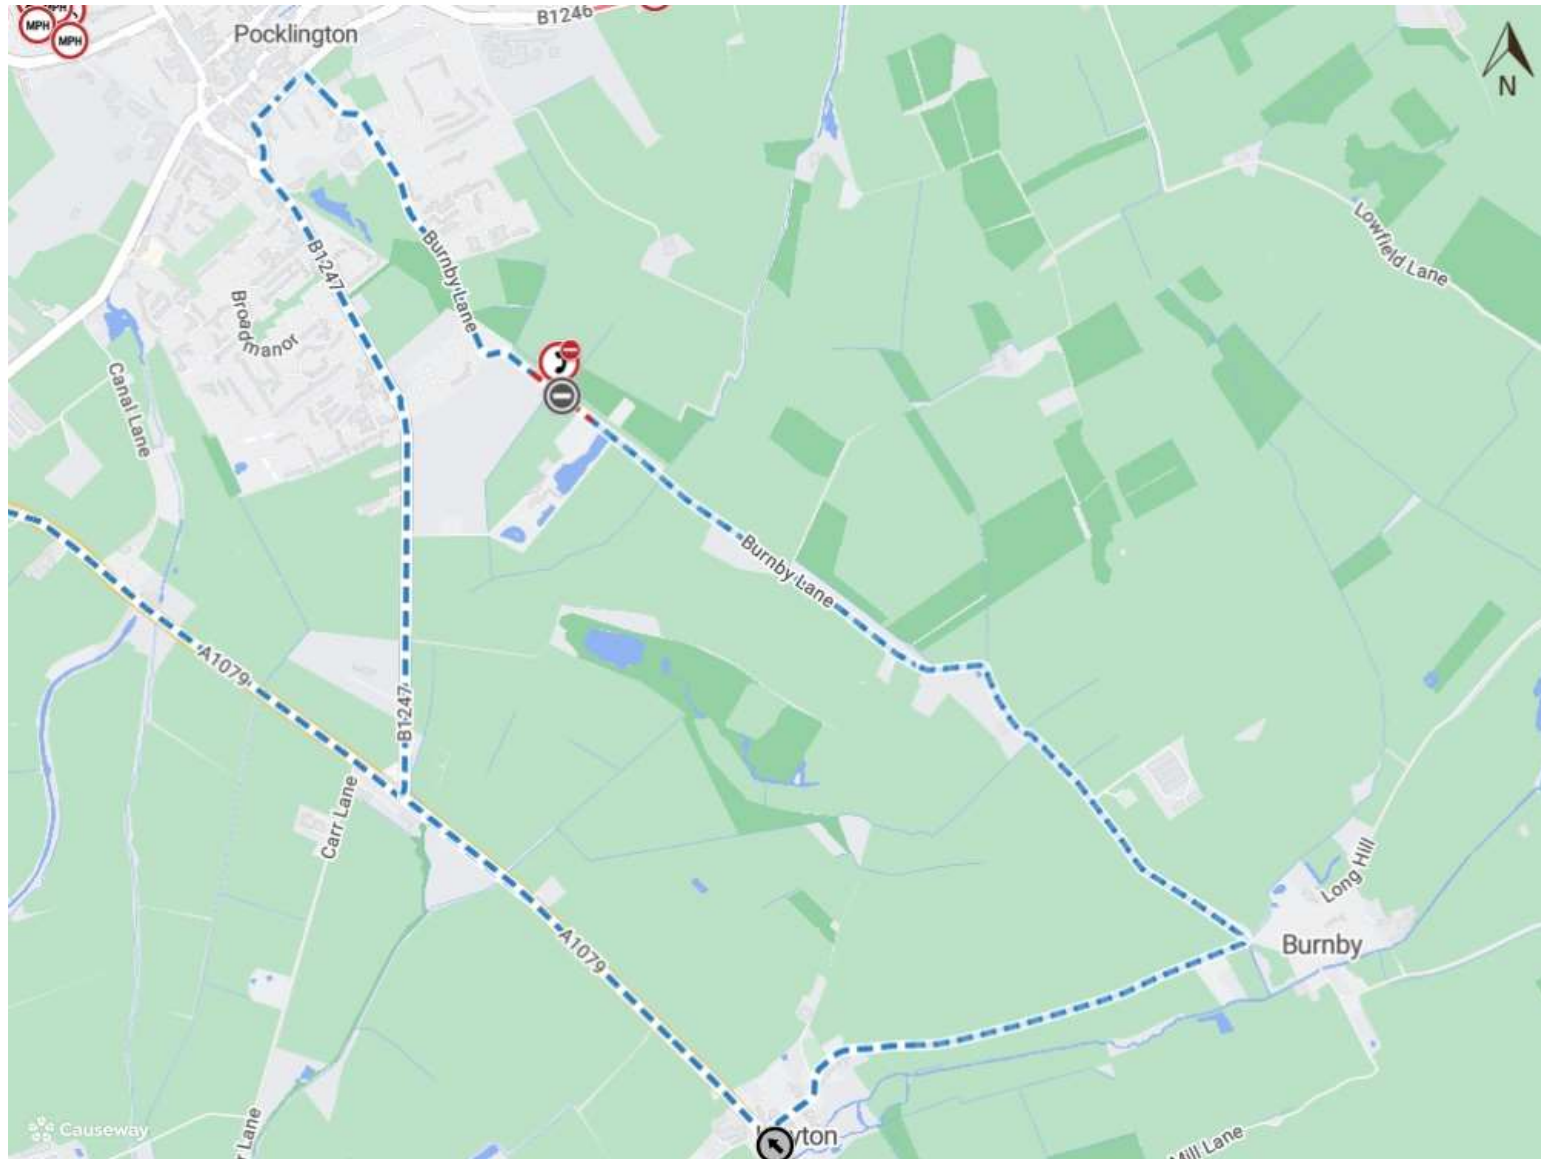 MPH
MPH
Pocklington
B1246
N
Lowfield Lane
B1247
Burnby Lane
Broadmanor
Canal Lane
Burnby Lane
A1079
B1247
Carr Lane
Long Hill
A1079
Burnby
Causeway
Lane
Mill Lane